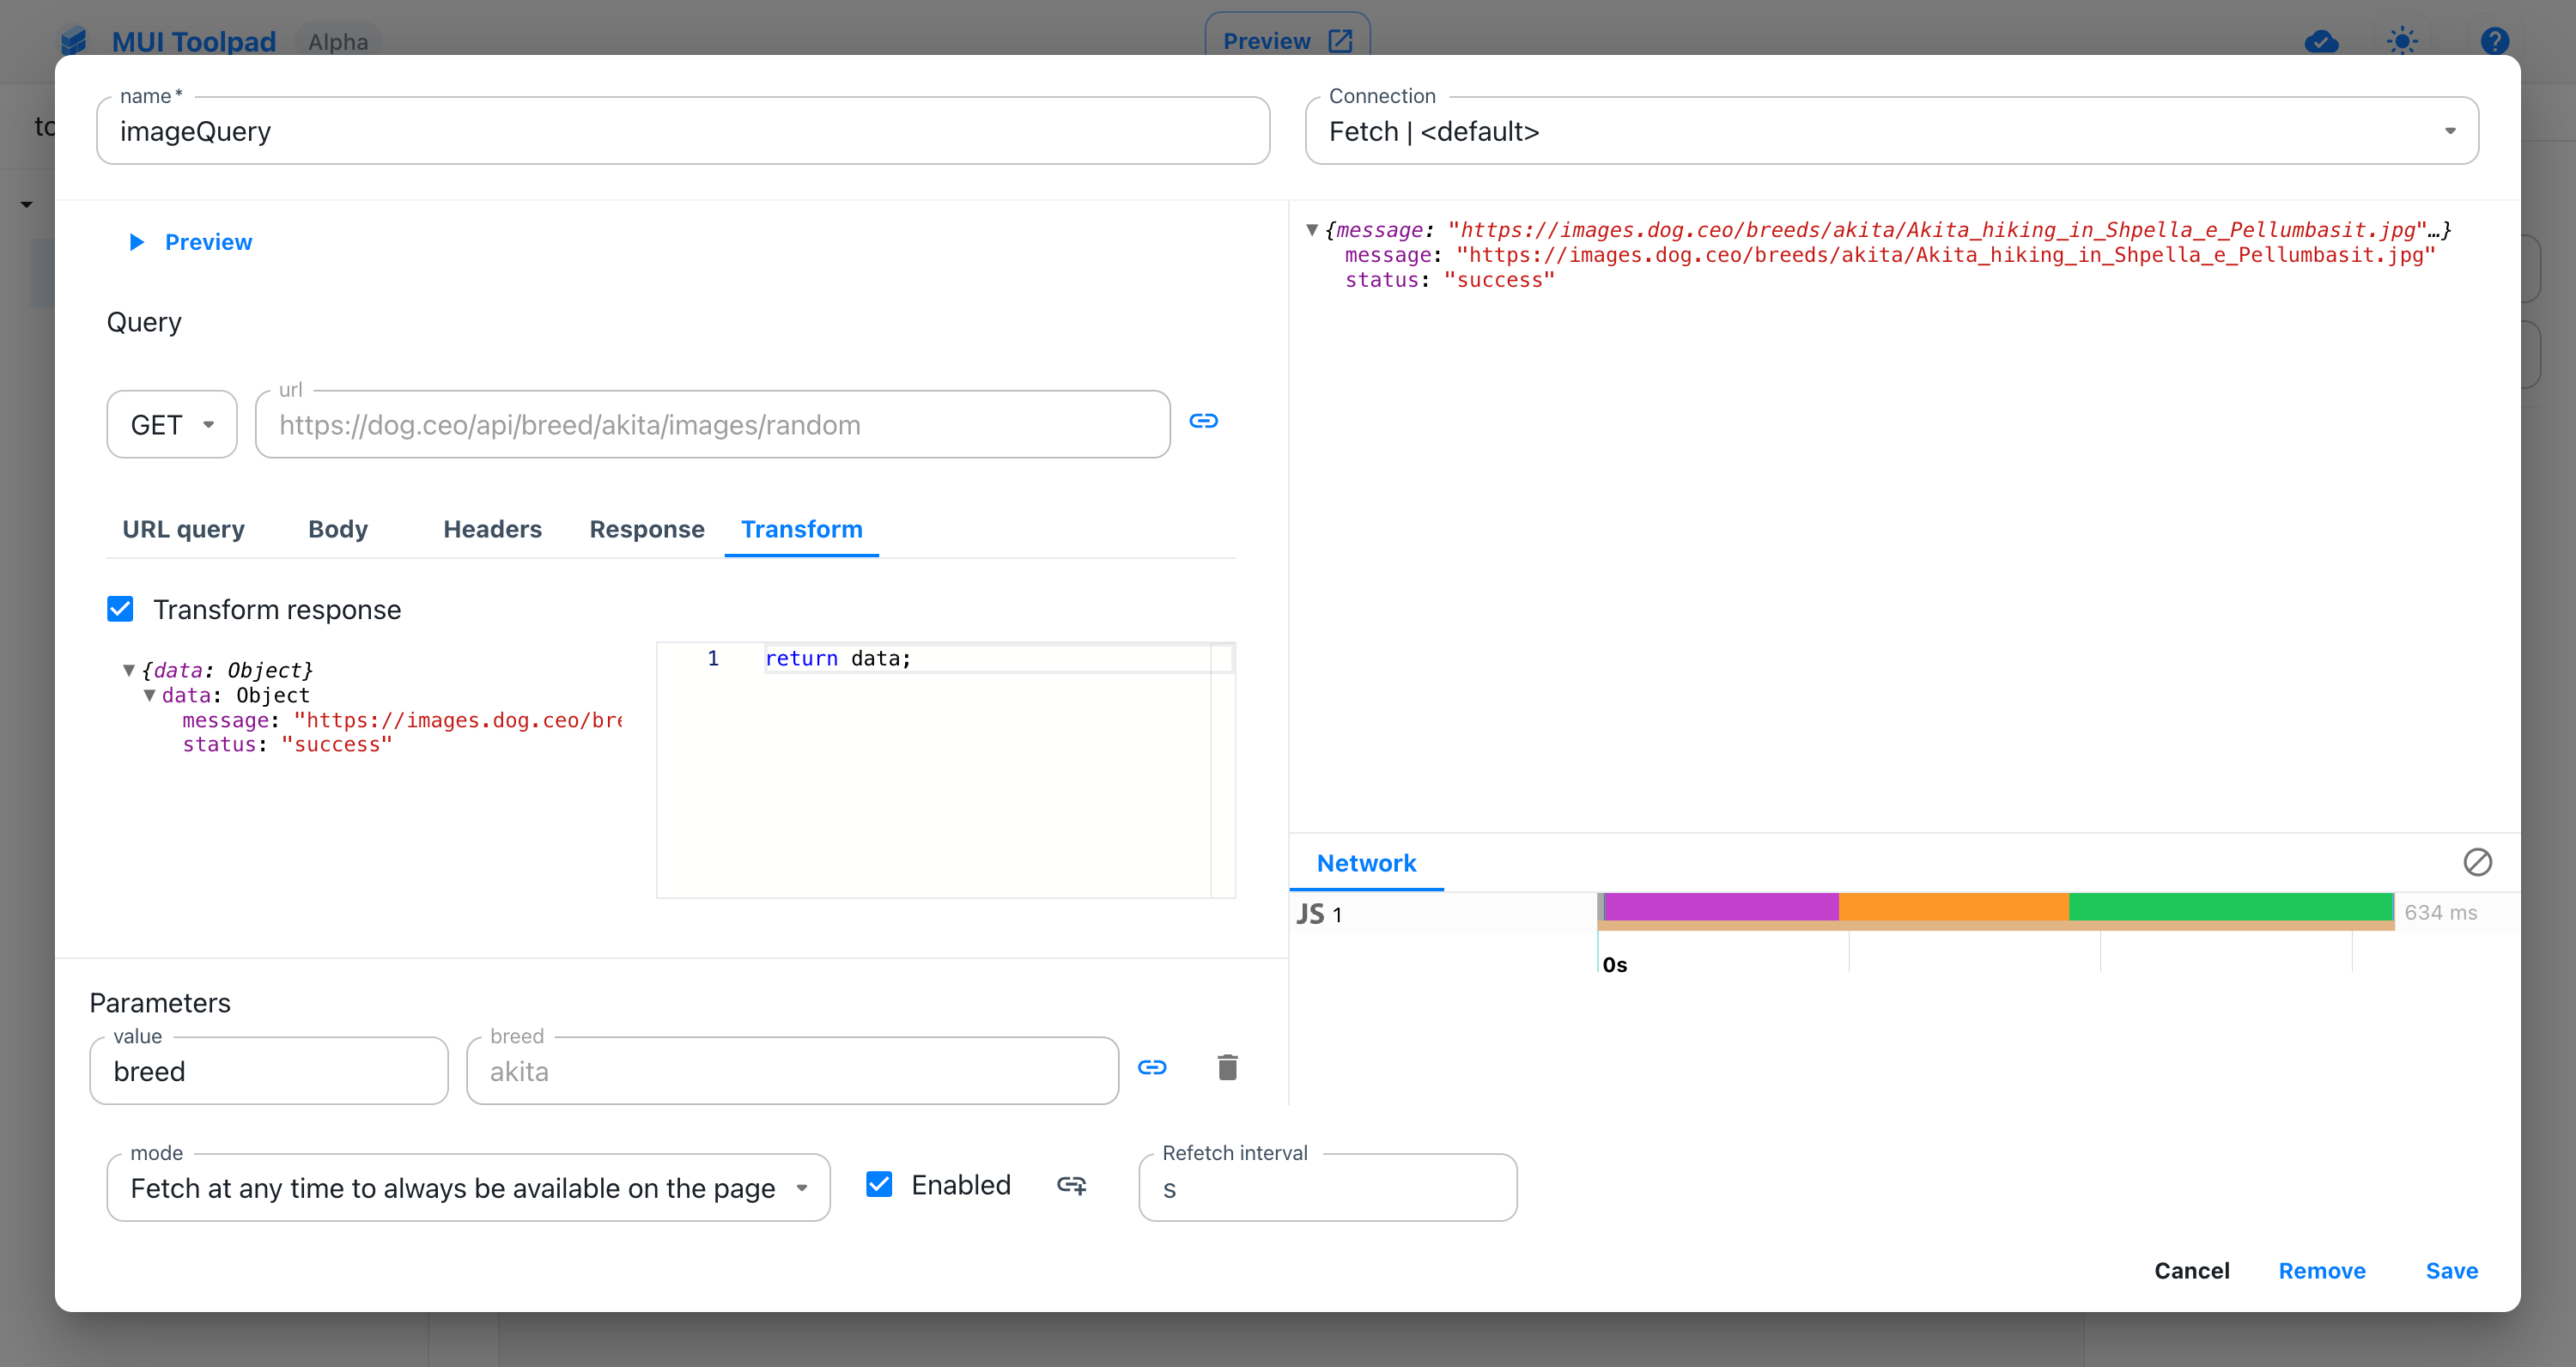 MUI Toolpad Alpha
Preview
name *
imageQuery
Connection
Fetch | <default>
Preview
Query
GET
url
https://dog.ceo/api/breed/akita/images/random
URL query Body Headers Response Transform
Transform response
{data: Object}
data: Object
message: "https://images.dog.ceo/bre
status: "success"
1 return data;
Parameters
value
breed
breed
akita
mode
Fetch at any time to always be available on the page
Enabled
Refetch interval
s
{message: "https://images.dog.ceo/breeds/akita/Akita_hiking_in_Shpella_e_Pellumbasit.jpg"…}
message: "https://images.dog.ceo/breeds/akita/Akita_hiking_in_Shpella_e_Pellumbasit.jpg"
status: "success"
Network
JS 1
634 ms
0s
Cancel Remove Save